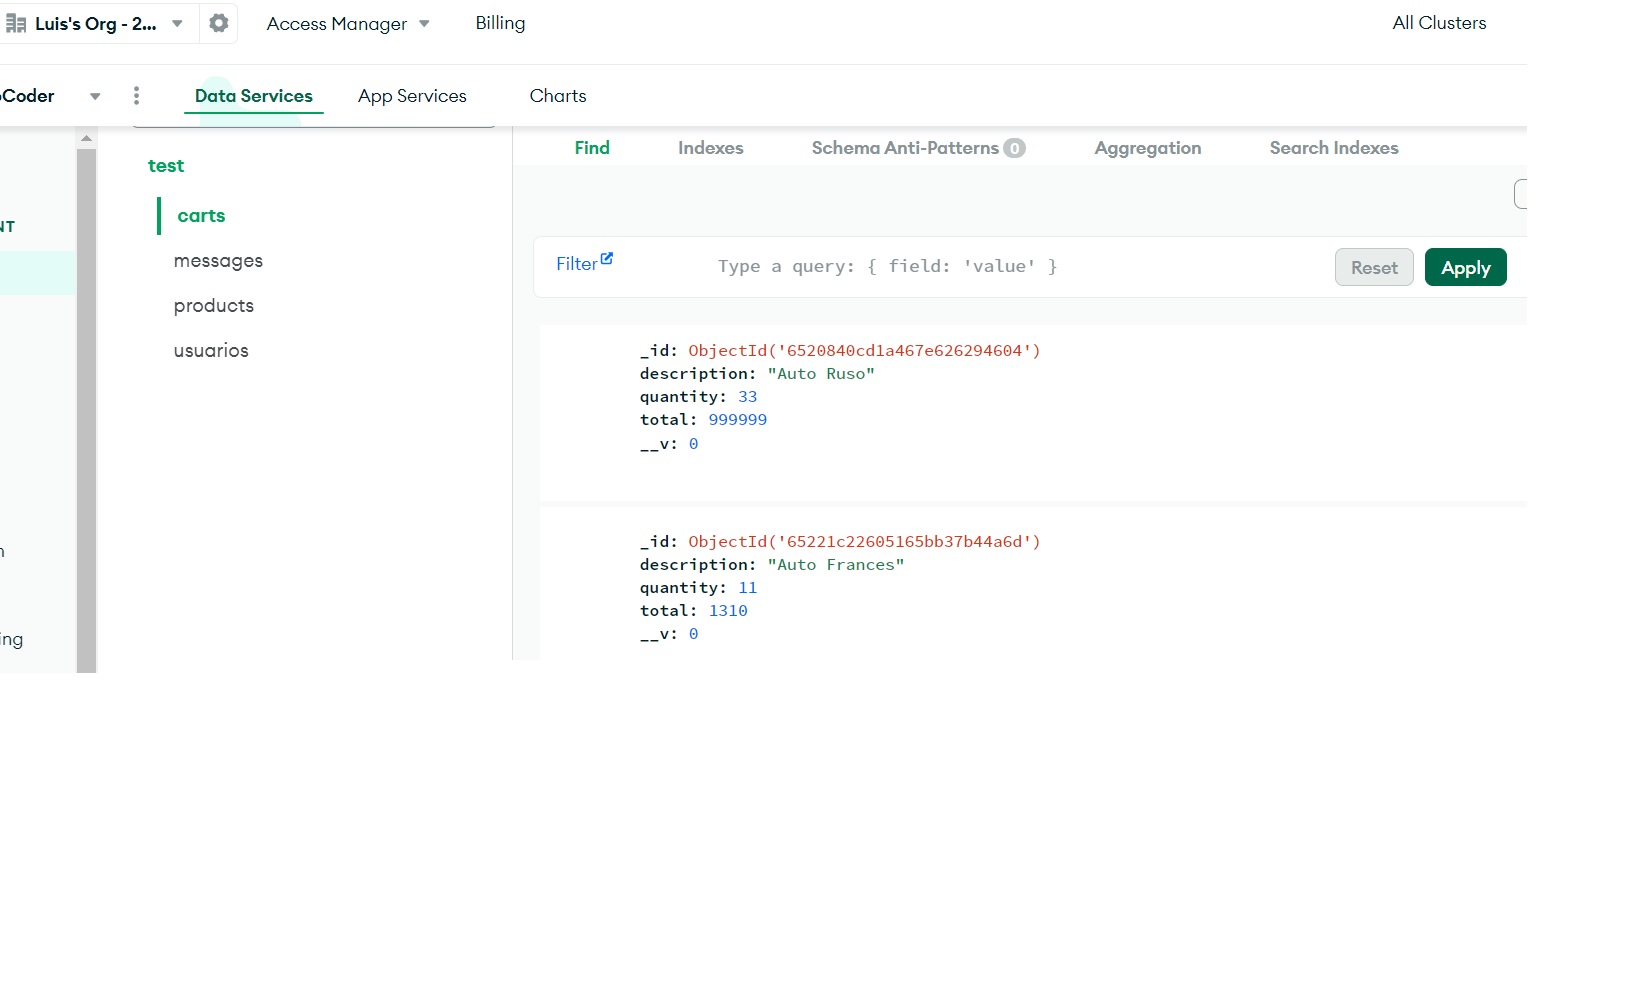 Luis's Org - 2...
Access Manager
Billing
All Clusters
Coder
Data Services
App Services
Charts
NT
ing
test
carts
messages
products
usuarios
Find
Indexes
Schema Anti-Patterns 0
Aggregation
Search Indexes
Filter
Type a query: { field: 'value' }
Reset
Apply
_id: ObjectId('6520840cd1a467e626294604')
description: "Auto Ruso"
quantity: 33
total: 999999
__v: 0
_id: ObjectId('65221c22605165bb37b44a6d')
description: "Auto Frances"
quantity: 11
total: 1310
__v: 0